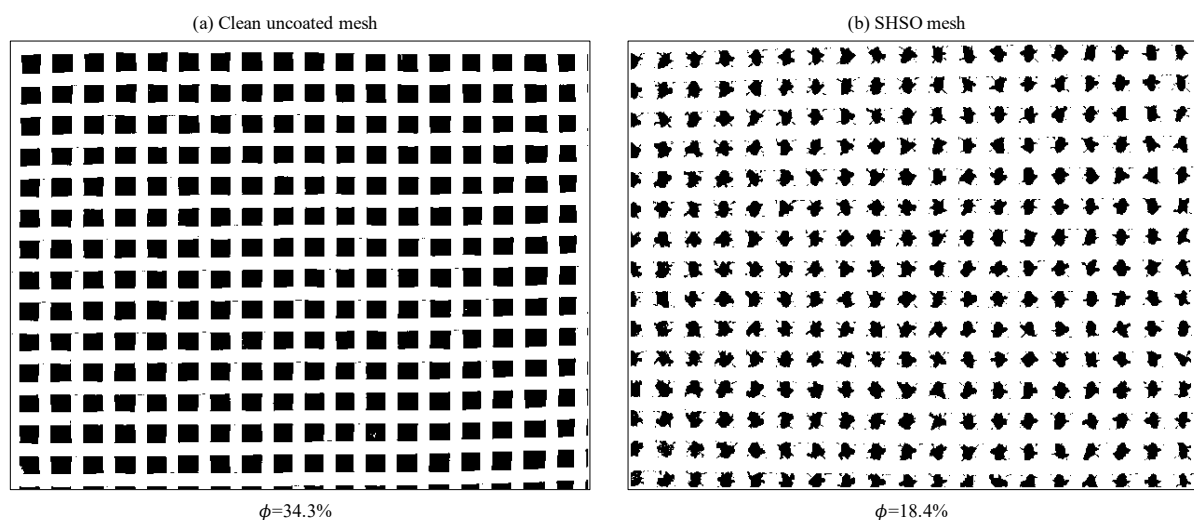 (a) Clean uncoated mesh
(b) SHSO mesh
ϕ=34.3%
ϕ=18.4%